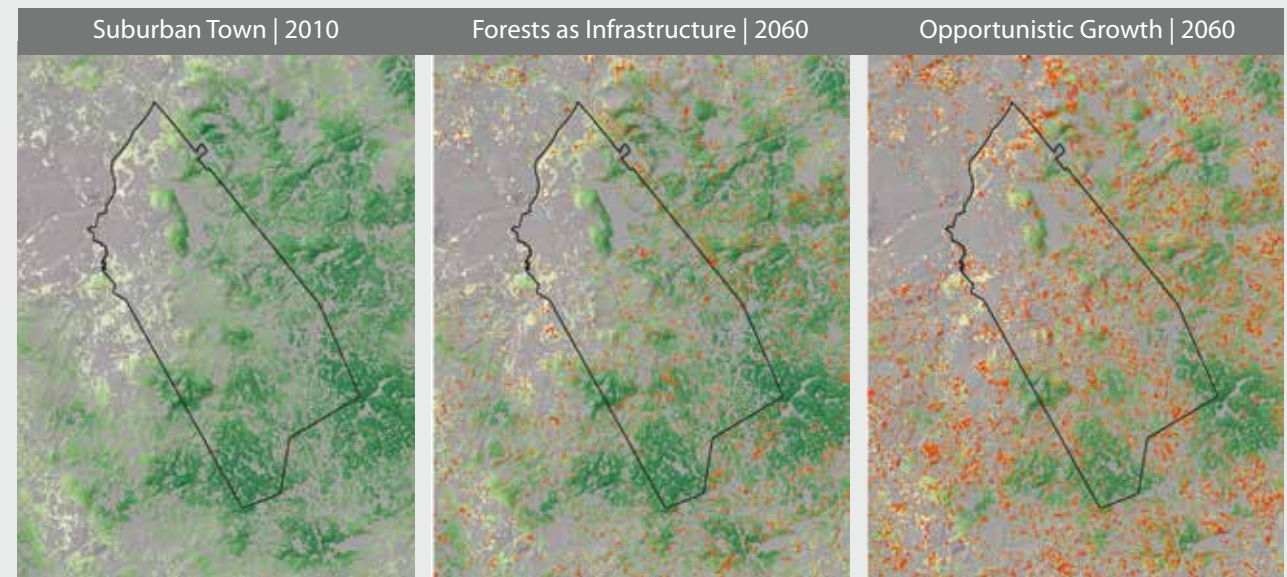 Suburban Town | 2010
Forests as Infrastructure | 2060
Opportunistic Growth | 2060